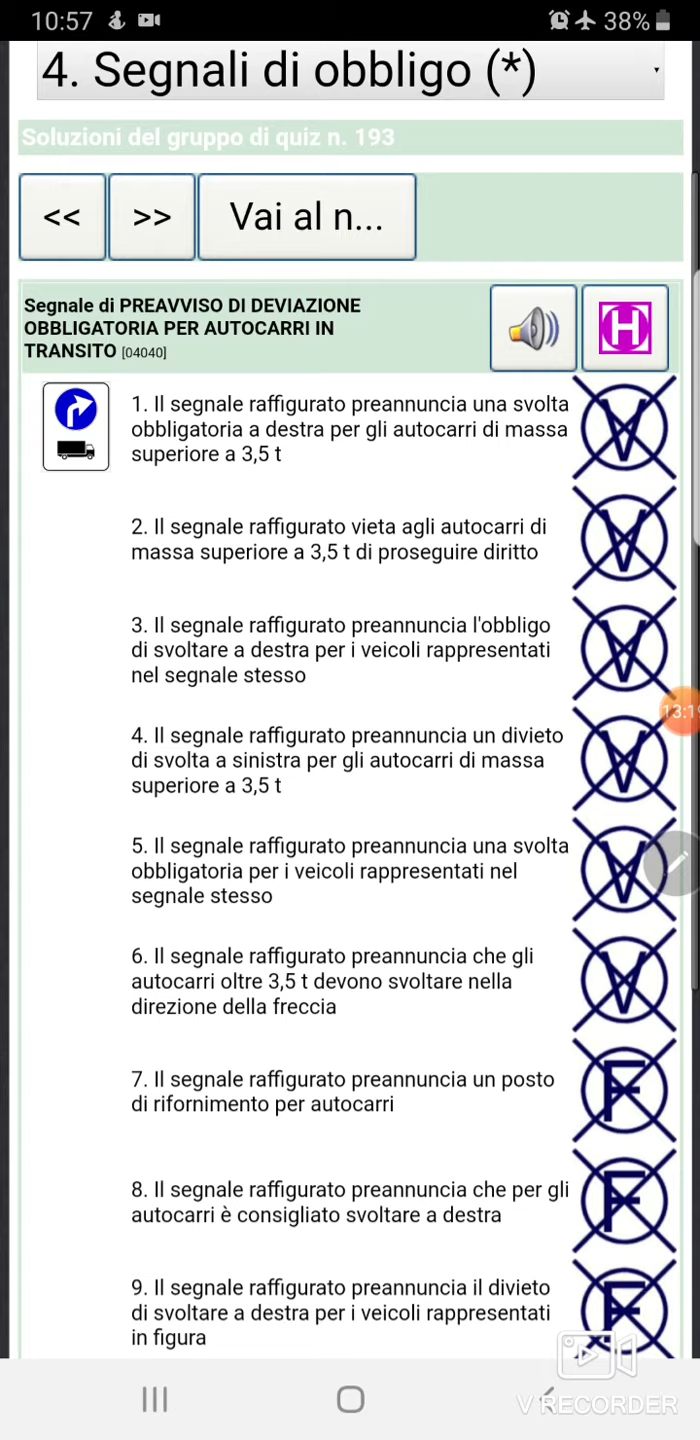 10:57
38%
4. Segnali di obbligo (*)
Soluzioni del gruppo di quiz n. 193
<< >> Vai al n...
Segnale di PREAVVISO DI DEVIAZIONE
OBBLIGATORIA PER AUTOCARRI IN
TRANSITO [04040]
H
1. Il segnale raffigurato preannuncia una svolta
obbligatoria a destra per gli autocarri di massa
superiore a 3,5 t
V
2. Il segnale raffigurato vieta agli autocarri di
massa superiore a 3,5 t di proseguire diritto
V
3. Il segnale raffigurato preannuncia l'obbligo
di svoltare a destra per i veicoli rappresentati
nel segnale stesso
V
13:1
4. Il segnale raffigurato preannuncia un divieto
di svolta a sinistra per gli autocarri di massa
superiore a 3,5 t
V
5. Il segnale raffigurato preannuncia una svolta
obbligatoria per i veicoli rappresentati nel
segnale stesso
V
6. Il segnale raffigurato preannuncia che gli
autocarri oltre 3,5 t devono svoltare nella
direzione della freccia
V
7. Il segnale raffigurato preannuncia un posto
di rifornimento per autocarri
F
8. Il segnale raffigurato preannuncia che per gli
autocarri è consigliato svoltare a destra
F
9. Il segnale raffigurato preannuncia il divieto
di svoltare a destra per i veicoli rappresentati
in figura
F
V RECORDER